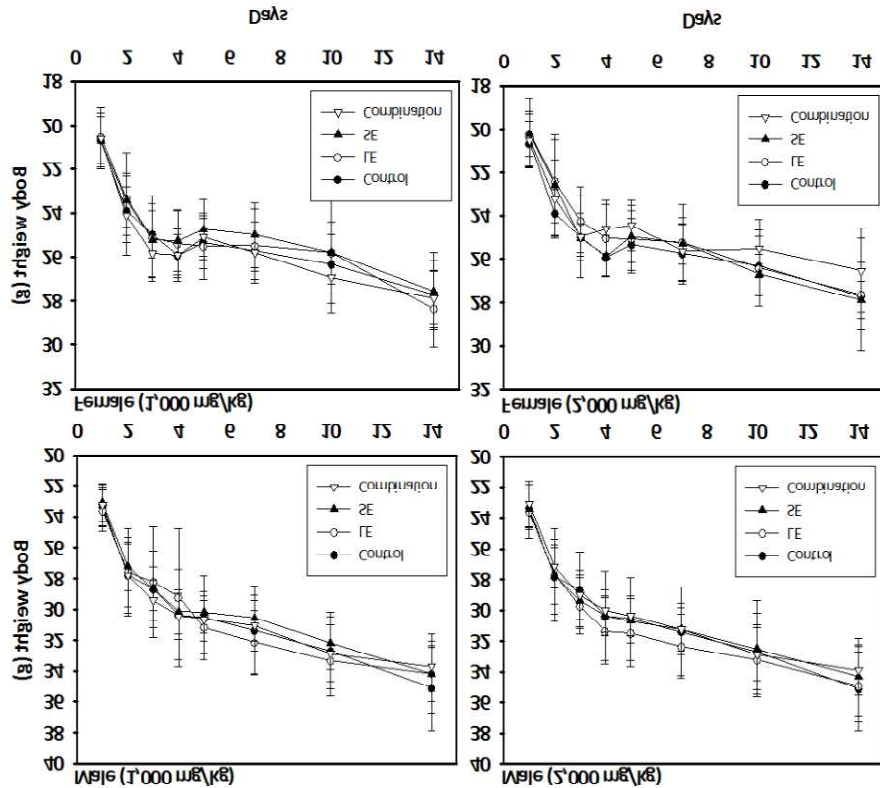 Male (1,000 mg/kg)
40
38
36
34
32
30
28
26
24
22
20
Body weight (g)
Control
LE
SE
Combination
0 2 4 6 8 10 12 14
Male (2,000 mg/kg)
40
38
36
34
32
30
28
26
24
22
20
Control
LE
SE
Combination
0 2 4 6 8 10 12 14
Female (1,000 mg/kg)
32
30
28
26
24
22
20
18
Body weight (g)
Control
LE
SE
Combination
0 2 4 6 8 10 12 14
Days
Female (2,000 mg/kg)
32
30
28
26
24
22
20
18
Control
LE
SE
Combination
0 2 4 6 8 10 12 14
Days